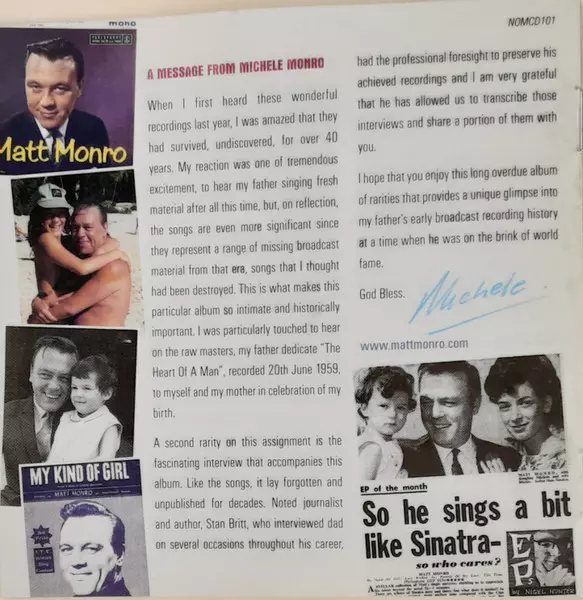 mono
NOMCD101
PARLOPHONE
Matt Monro
A MESSAGE FROM MICHELE MONRO
When I first heard these wonderful
recordings last year, I was amazed that they
had survived, undiscovered, for over 40
years. My reaction was one of tremendous
excitement, to hear my father singing fresh
material after all this time, but, on reflection,
the songs are even more significant since
they represent a range of missing broadcast
material from that era, songs that I thought
had been destroyed. This is what makes this
particular album so intimate and historically
important. I was particularly touched to hear
on the raw masters, my father dedicate "The
Heart Of A Man", recorded 20th June 1959,
to myself and my mother in celebration of my
birth.
A second rarity on this assignment is the
fascinating interview that accompanies this
album. Like the songs, it lay forgotten and
unpublished for decades. Noted journalist
and author, Stan Britt, who interviewed dad
on several occasions throughout his career,
had the professional foresight to preserve his
achieved recordings and I am very grateful
that he has allowed us to transcribe those
interviews and share a portion of them with
you.
I hope that you enjoy this long overdue album
of rarities that provides a unique glimpse into
my father's early broadcast recording history
at a time when he was on the brink of world
fame.
God Bless.
Michele
www.mattmonro.com
MY KIND OF GIRL
MATT MONRO
EP of the month
So he sings a bit
like Sinatra-
so who cares?
MATT MONRO
EPs
BY NIGEL HUNTER